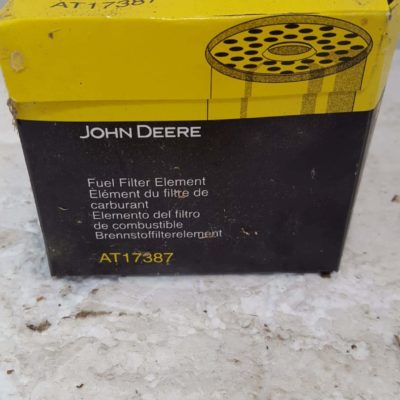 AT17387
JOHN DEERE
Fuel Filter Element
Elément du filtre de
carburant
Elemento del filtro
de combustible
Brennstoffilterelement
AT17387